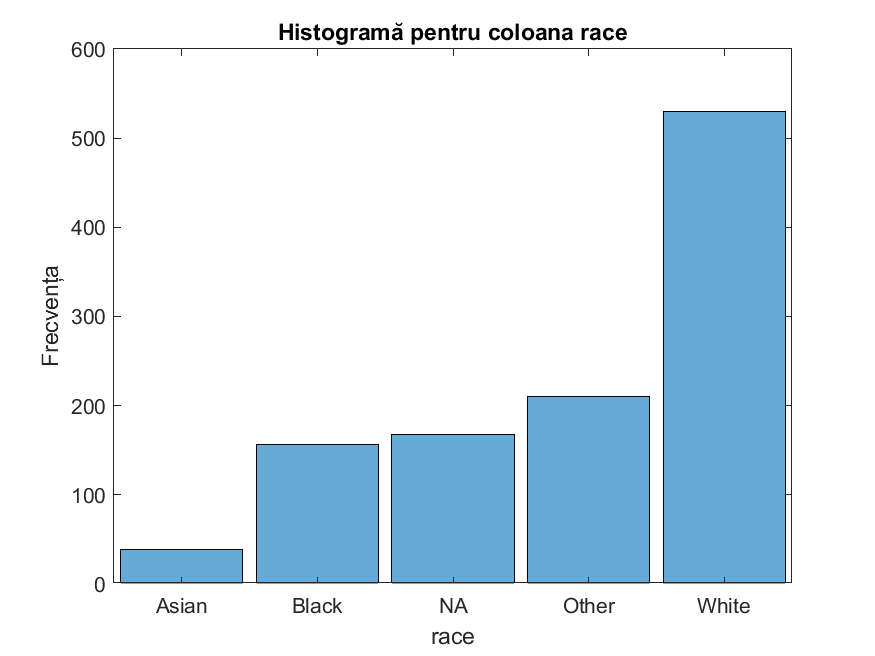 Histogramă pentru coloana race
600
500
400
300
200
100
0
Frecvența
Asian
Black
NA
Other
White
race